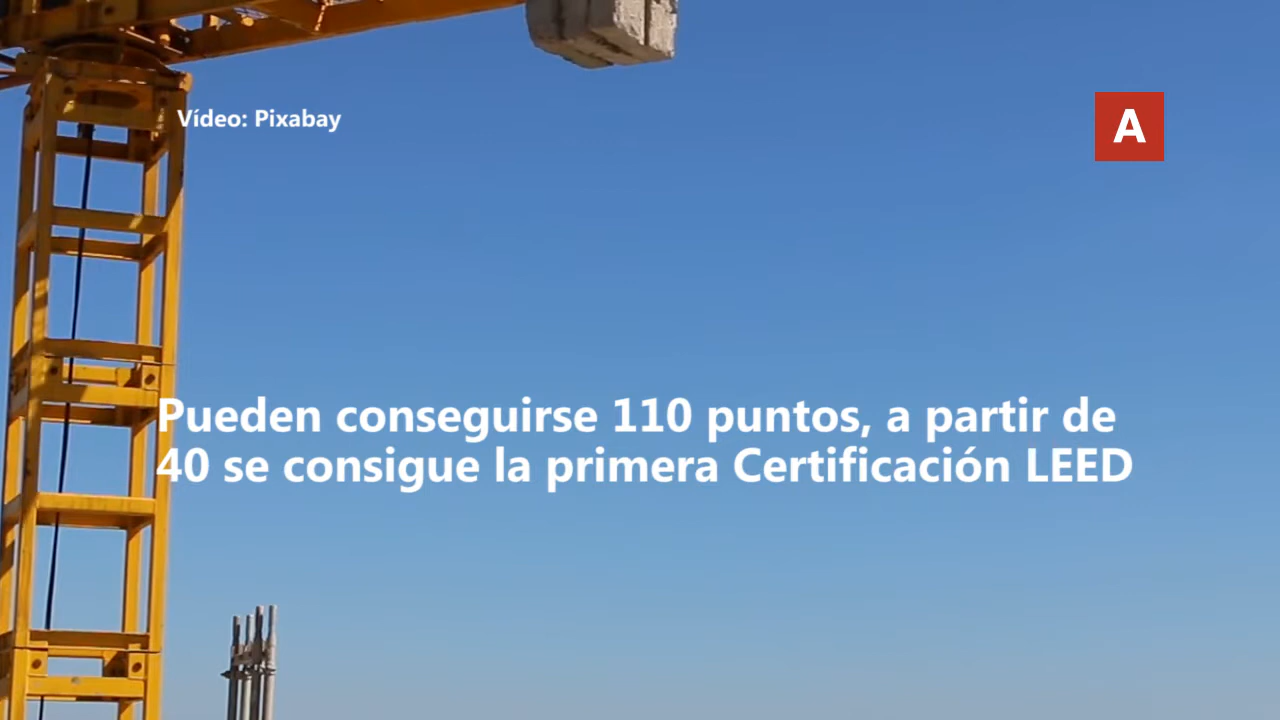 Vídeo: Pixabay
A
Pueden conseguirse 110 puntos, a partir de
40 se consigue la primera Certificación LEED